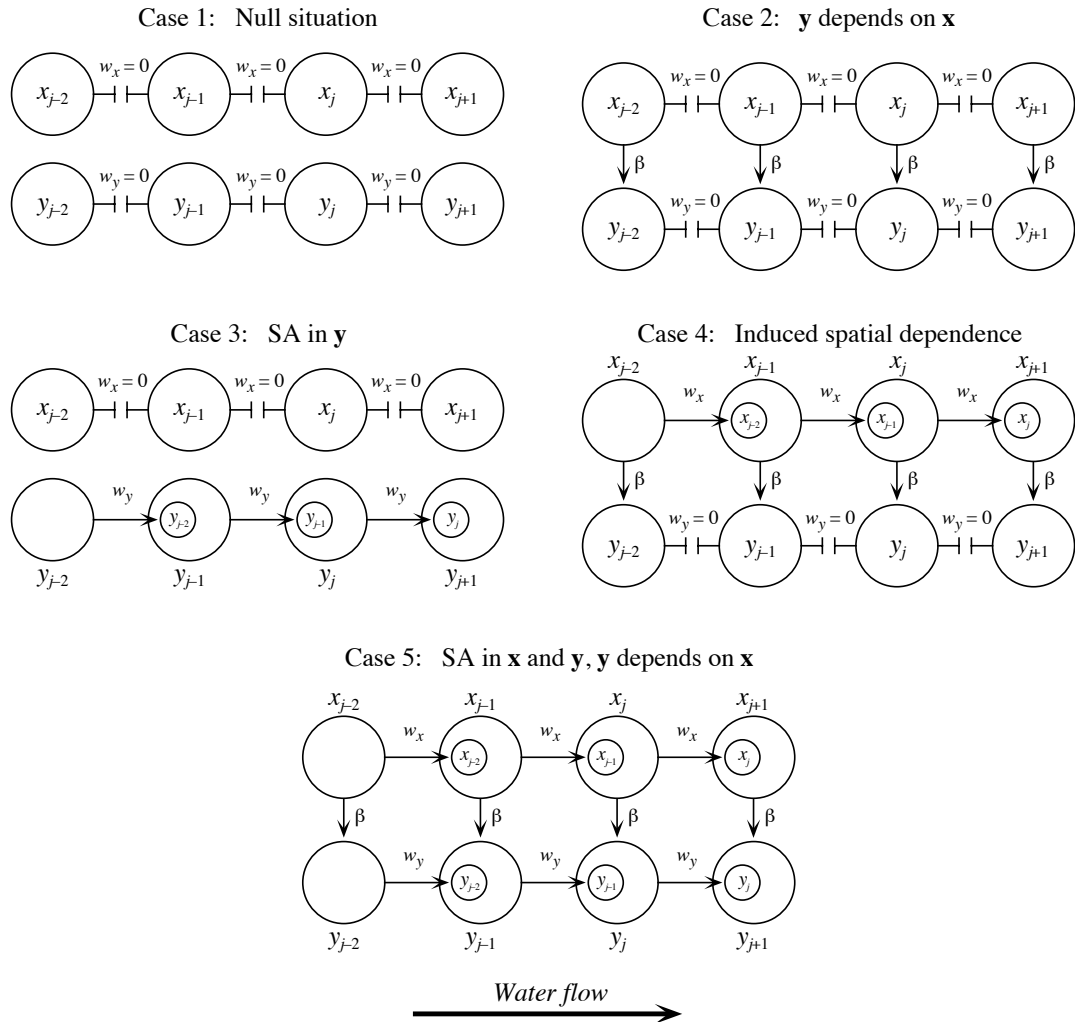 Case 1: Null situation
w_x = 0 w_x = 0 w_x = 0
x_{j–2} x_{j–1} x_j x_{j+1}
w_y = 0 w_y = 0 w_y = 0
y_{j–2} y_{j–1} y_j y_{j+1}
Case 2: y depends on x
w_x = 0 w_x = 0 w_x = 0
x_{j–2} x_{j–1} x_j x_{j+1}
β β β β
w_y = 0 w_y = 0 w_y = 0
y_{j–2} y_{j–1} y_j y_{j+1}
Case 3: SA in y
w_x = 0 w_x = 0 w_x = 0
x_{j–2} x_{j–1} x_j x_{j+1}
w_y w_y w_y
y_{j–2} y_{j–1} y_j
y_{j–2} y_{j–1} y_j y_{j+1}
Case 4: Induced spatial dependence
x_{j–2} x_{j–1} x_j x_{j+1}
w_x w_x w_x
x_{j–2} x_{j–1} x_j
β β β β
w_y = 0 w_y = 0 w_y = 0
y_{j–2} y_{j–1} y_j y_{j+1}
Case 5: SA in x and y, y depends on x
x_{j–2} x_{j–1} x_j x_{j+1}
w_x w_x w_x
x_{j–2} x_{j–1} x_j
β β β β
w_y w_y w_y
y_{j–2} y_{j–1} y_j
y_{j–2} y_{j–1} y_j y_{j+1}
Water flow